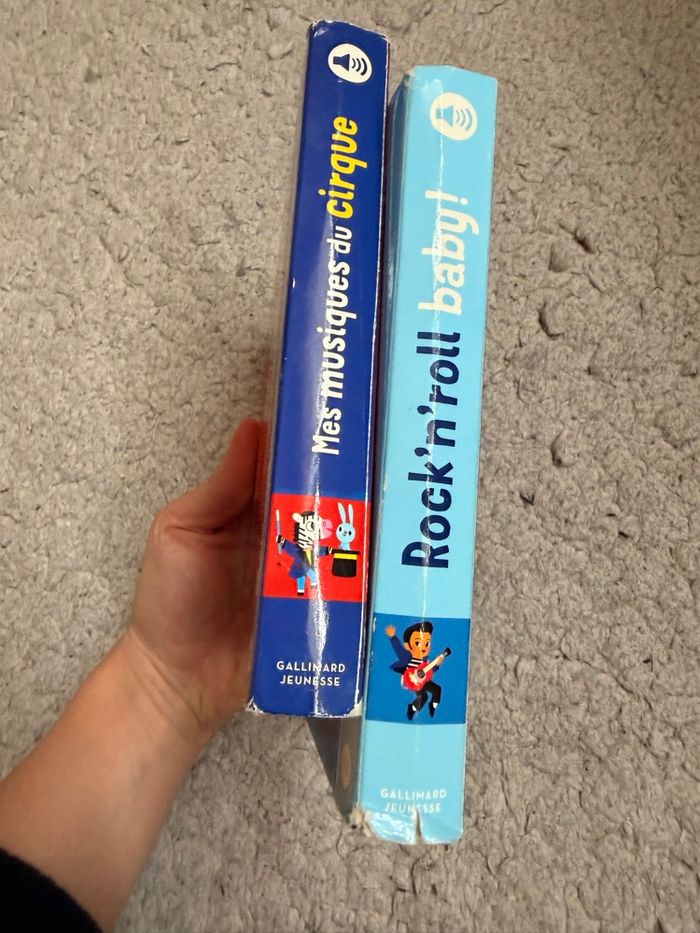 Mes musiques du cirque
GALLIMARD
JEUNESSE
Rock'n'roll baby!
GALLIMARD
JEUNESSE